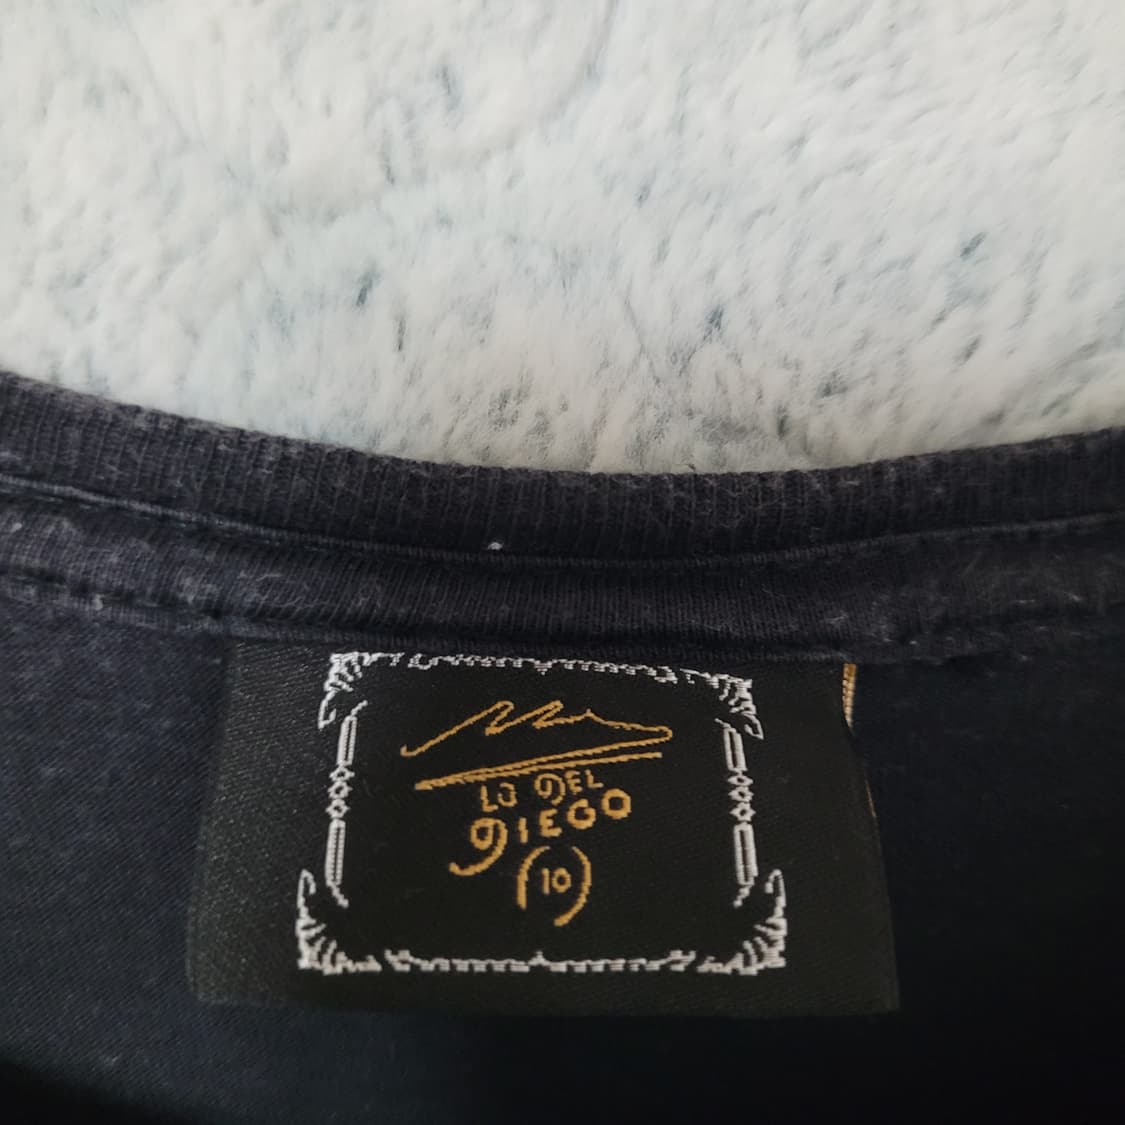 LO DEL
DIEGO
(10)